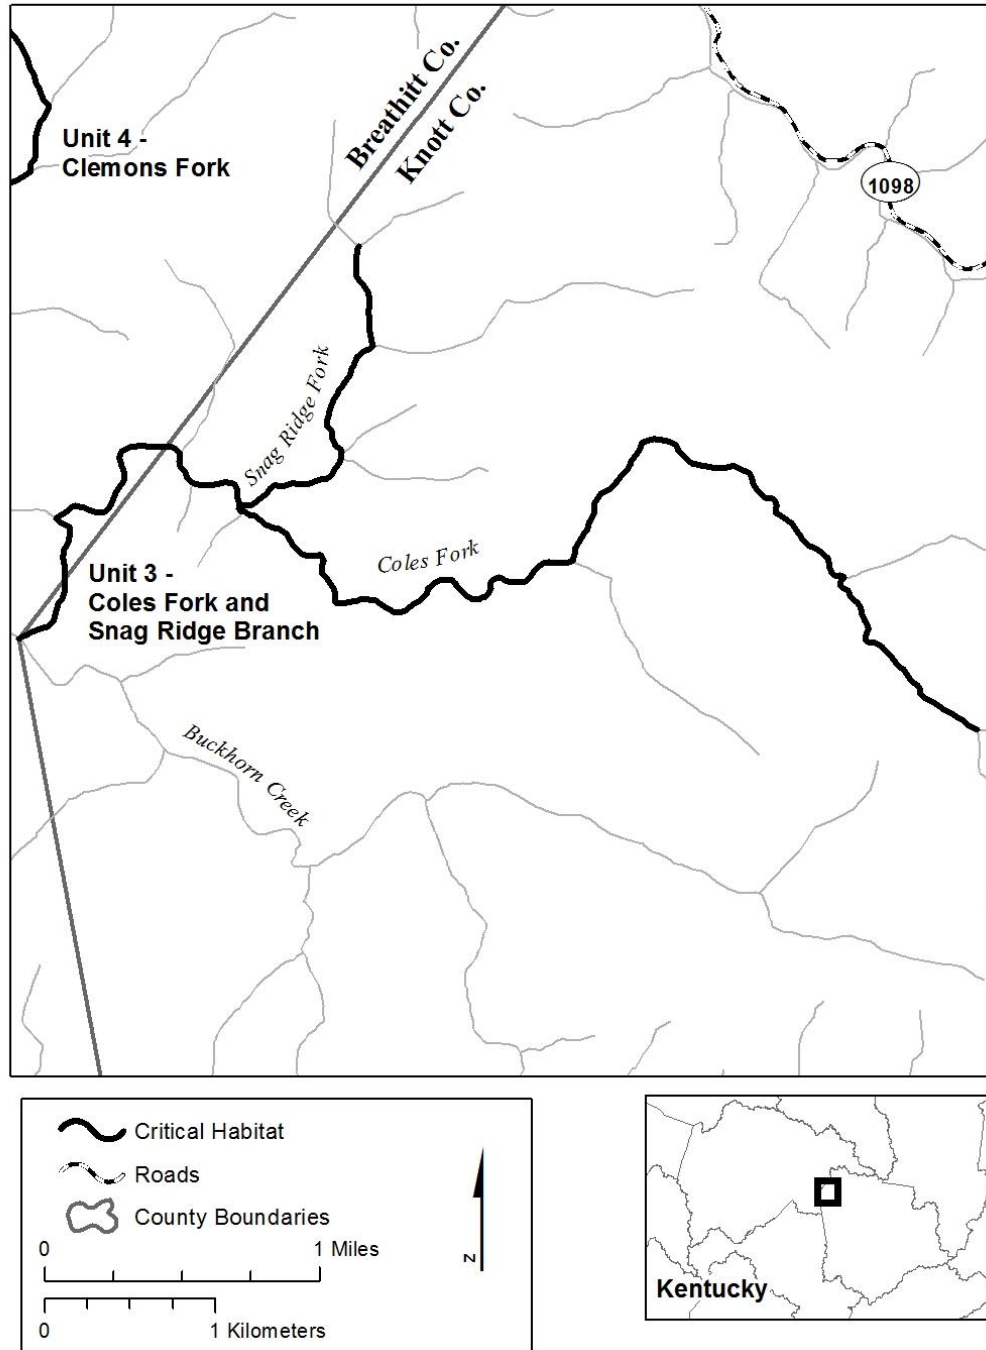 Breathitt Co.
Knott Co.
Unit 4 -
Clemons Fork
1098
Snag Ridge Fork
Coles Fork
Unit 3 -
Coles Fork and
Snag Ridge Branch
Buckhorn Creek
Critical Habitat
Roads
County Boundaries
0 1 Miles
0 1 Kilometers
N
Kentucky